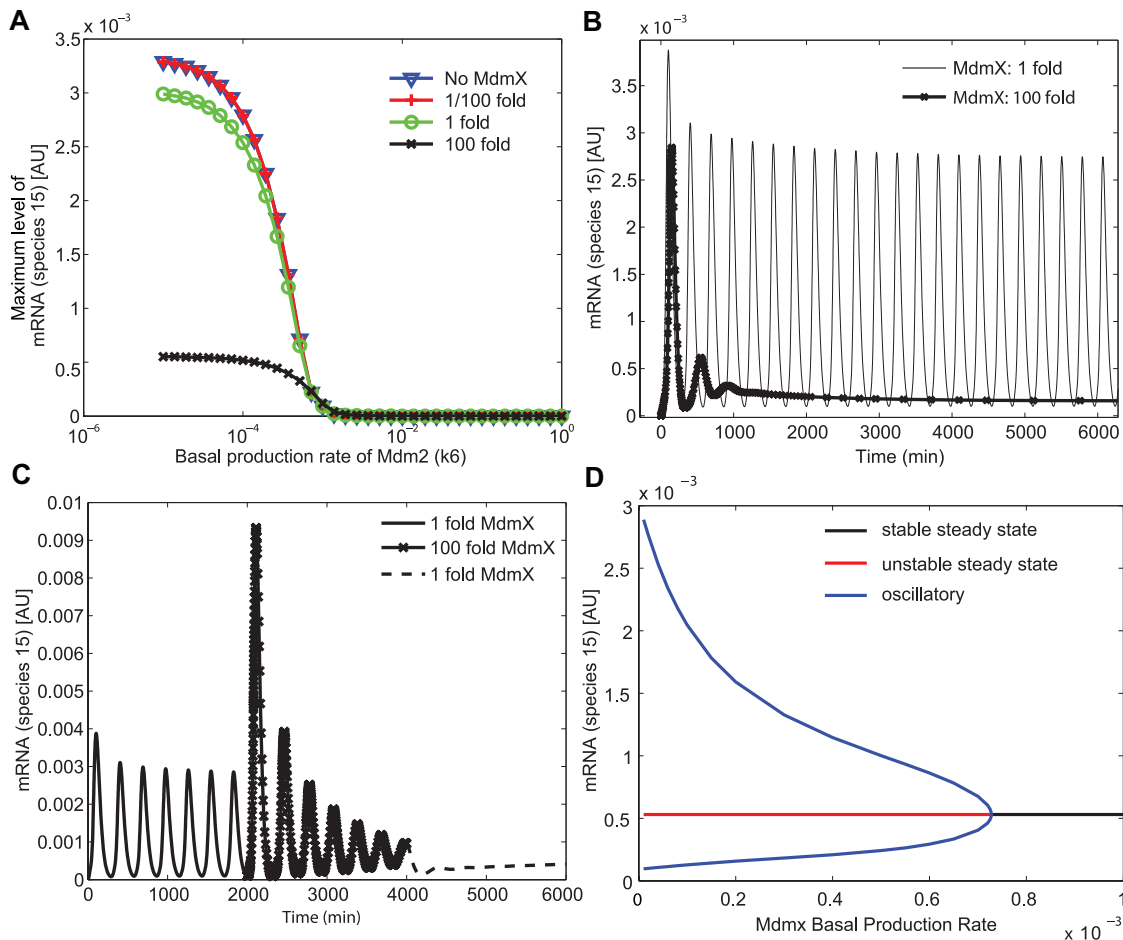 A
x 10⁻³
3.5
3
2.5
2
1.5
1
0.5
0
10⁻⁶
10⁻⁴
10⁻²
10⁰
Maximum level of
mRNA (species 15) [AU]
Basal production rate of Mdm2 (k6)
No MdmX
1/100 fold
1 fold
100 fold
B
x 10⁻³
3.5
3
2.5
2
1.5
1
0.5
0
0
1000
2000
3000
4000
5000
6000
mRNA (species 15) [AU]
Time (min)
MdmX: 1 fold
MdmX: 100 fold
C
0.01
0.009
0.008
0.007
0.006
0.005
0.004
0.003
0.002
0.001
0
0
1000
2000
3000
4000
5000
6000
mRNA (species 15) [AU]
Time (min)
1 fold MdmX
100 fold MdmX
1 fold MdmX
D
x 10⁻³
3
2.5
2
1.5
1
0.5
0
0.2
0.4
0.6
0.8
1
x 10⁻³
mRNA (species 15) [AU]
Mdmx Basal Production Rate
stable steady state
unstable steady state
oscillatory